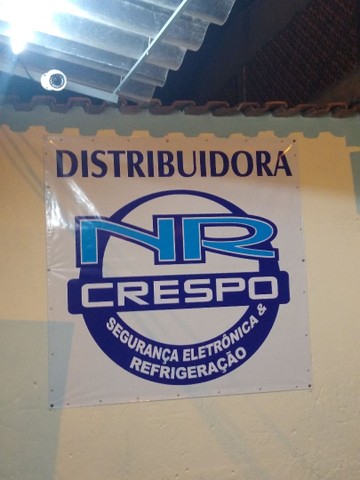 DISTRIBUIDORA
NR
CRESPO
SEGURANÇA ELETRÔNICA &
REFRIGERAÇÃO